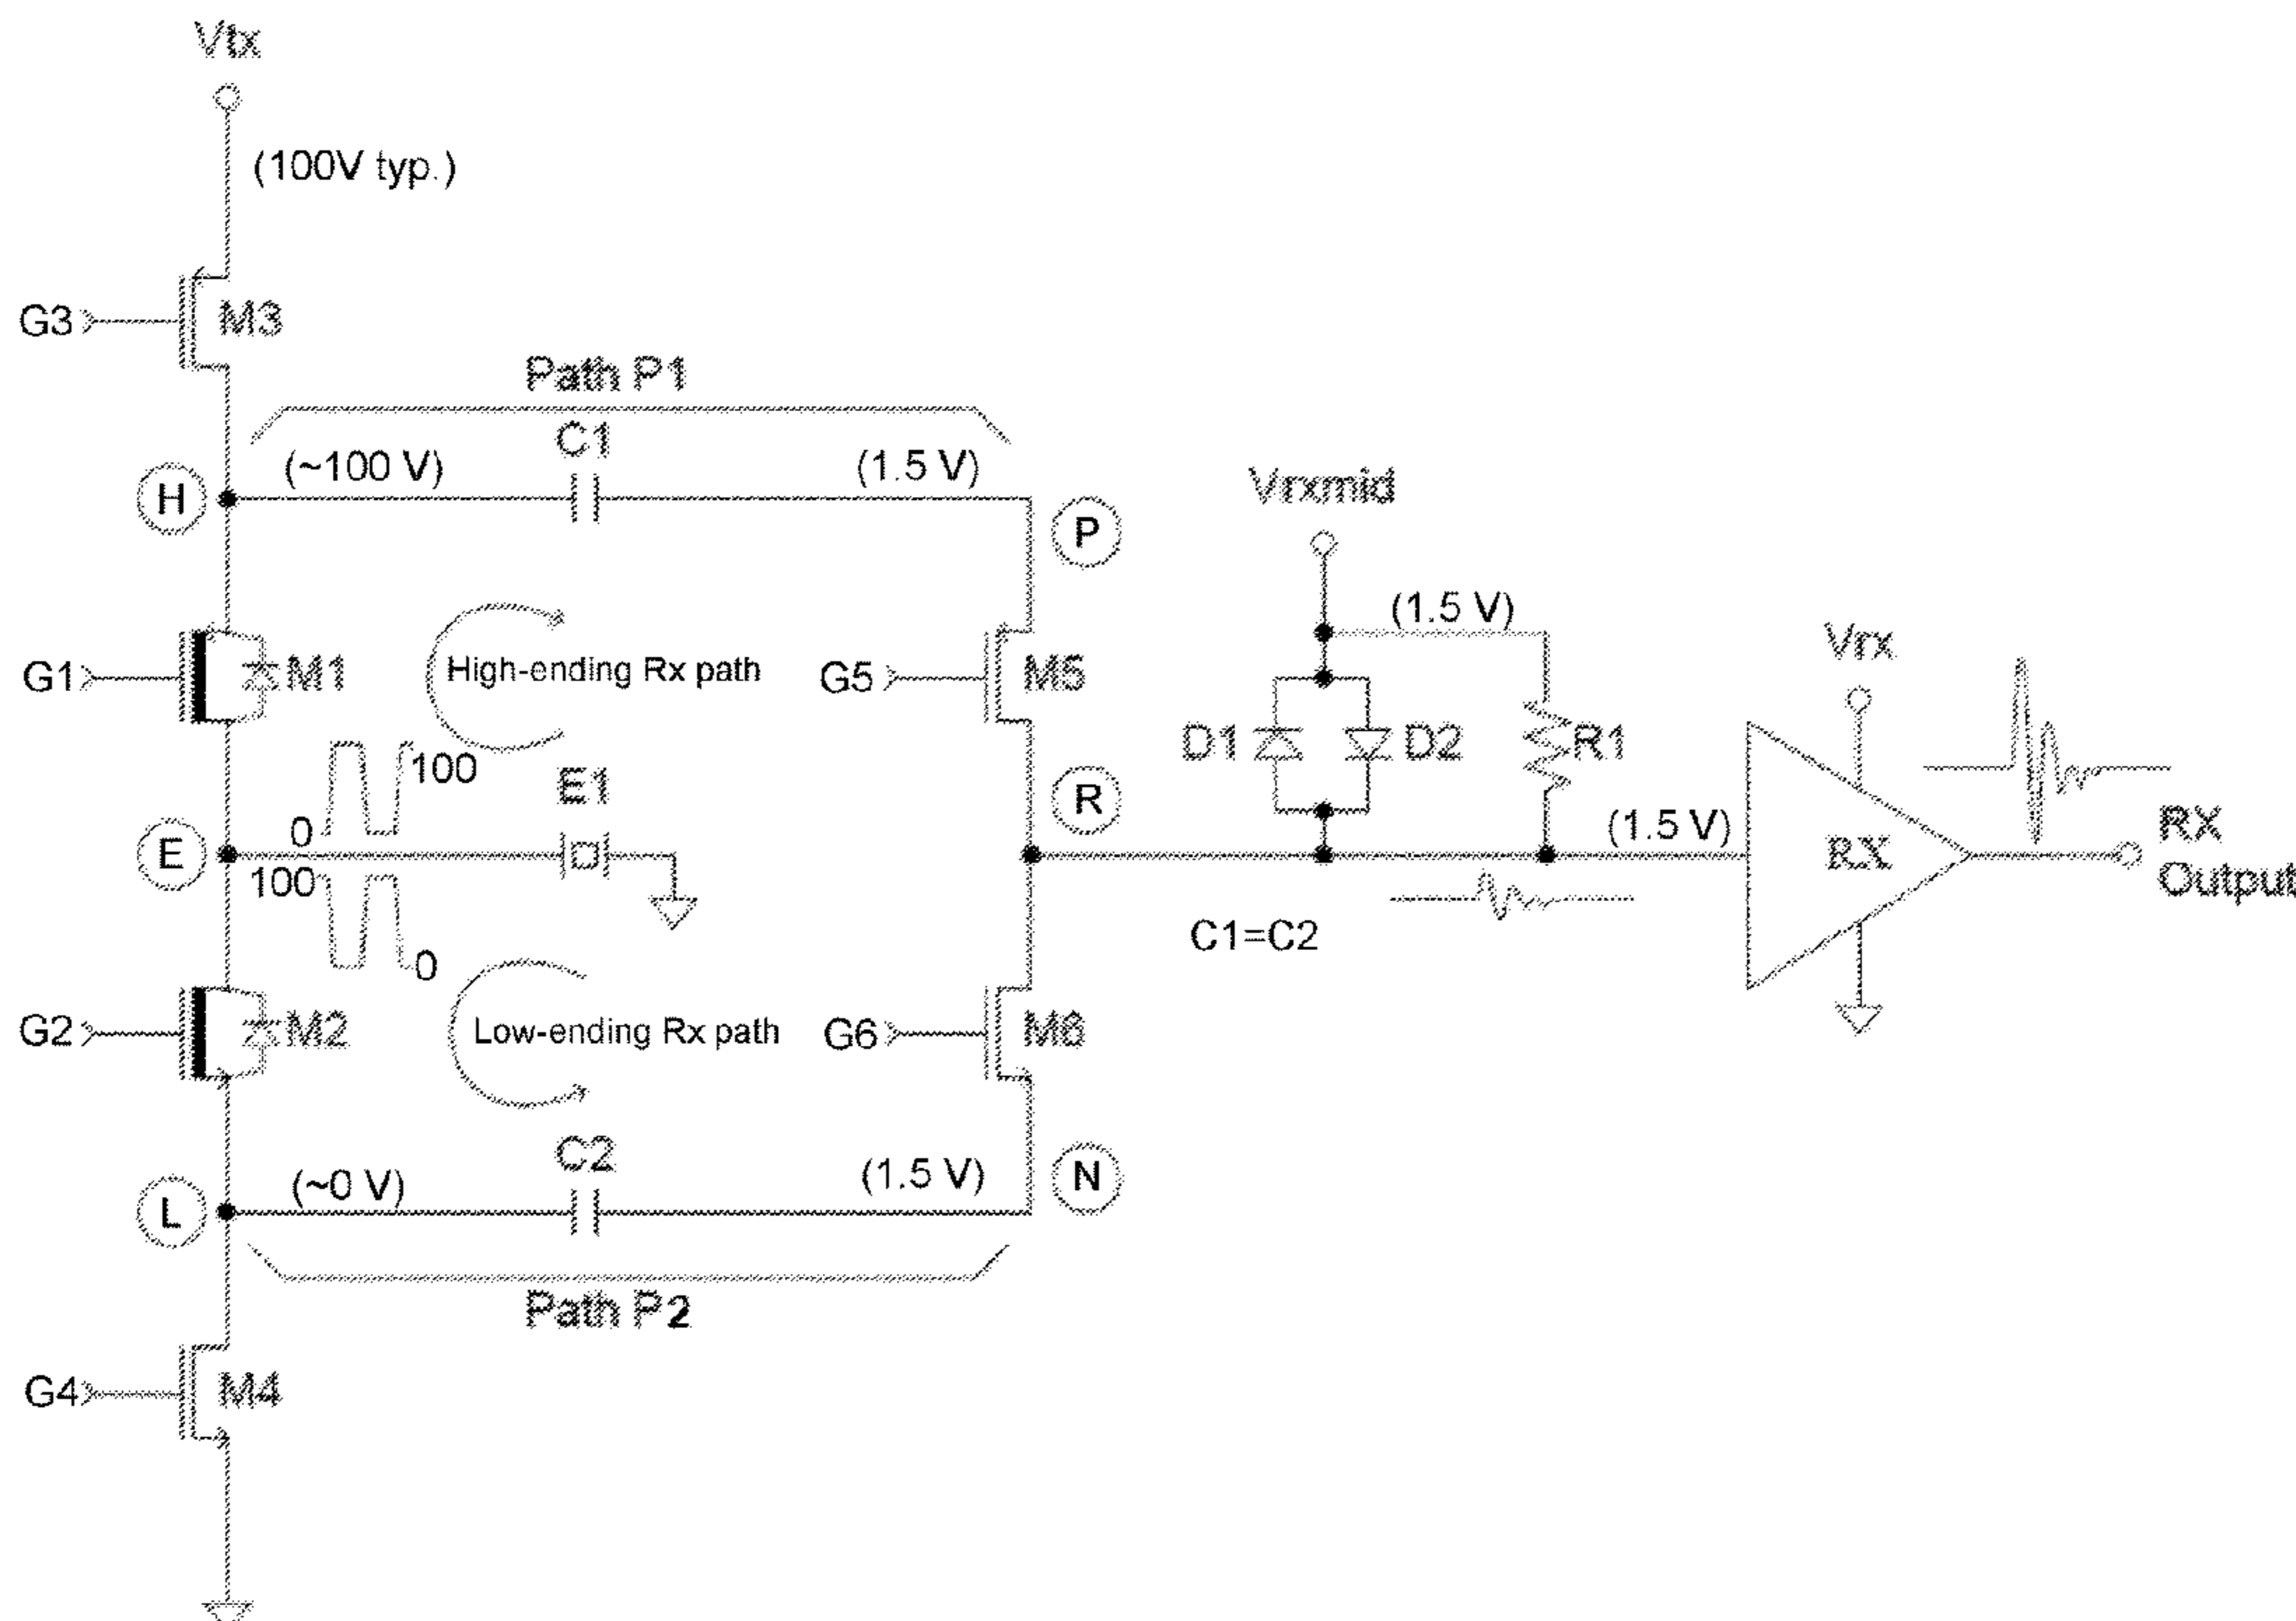 Vtx
(100V typ.)
G3
M3
Path P1
C1
(~100 V)
(1.5 V)
H
P
Vrxmid
(1.5 V)
G1
M1
High-ending Rx path
G5
M5
Vrx
D1
D2
R1
100
E1
0
R
E
100
(1.5 V)
RX
RX
Output
C1=C2
0
G2
M2
Low-ending Rx path
G6
M6
C2
(~0 V)
(1.5 V)
L
N
Path P2
G4
M4